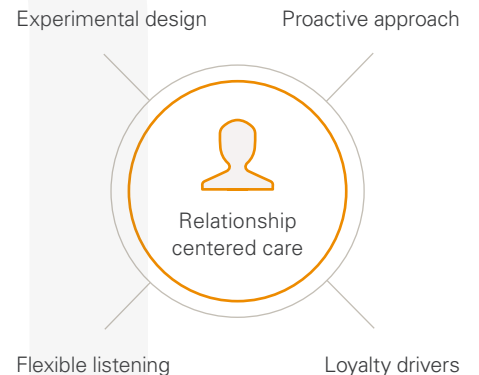 Experimental design
Proactive approach
Relationship
centered care
Flexible listening
Loyalty drivers